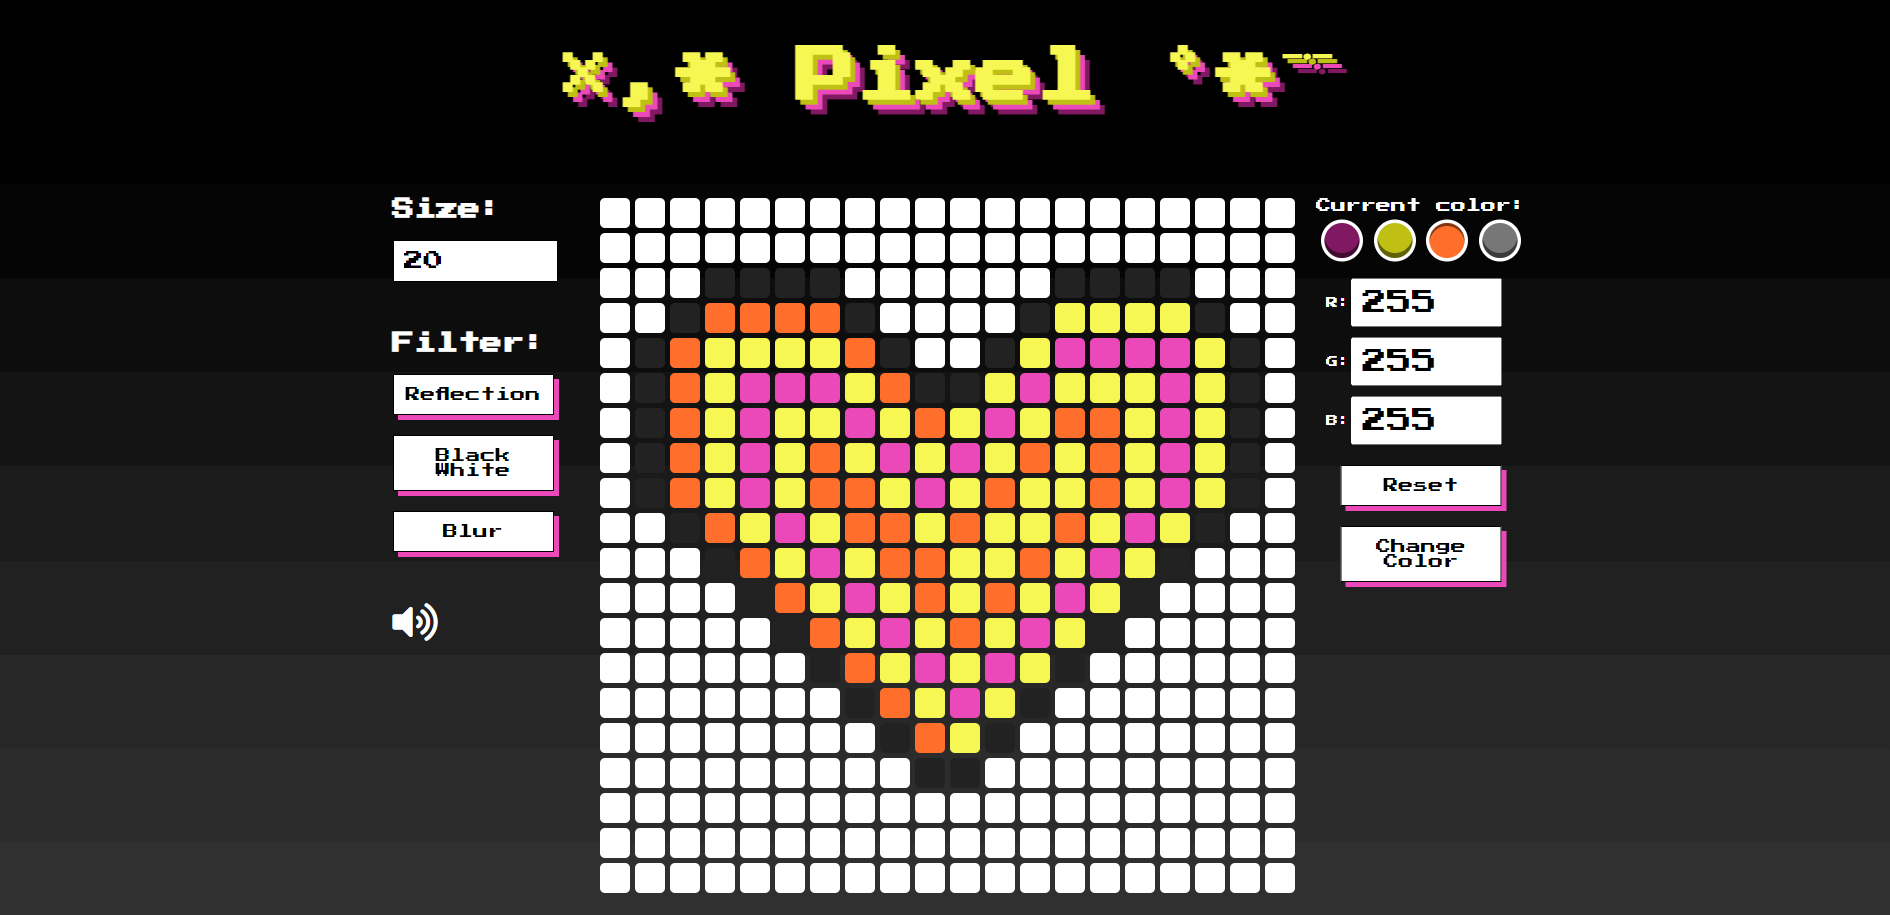 ×,* Pixel `*
Size:
20
Filter:
Reflection
Black
White
Blur
Current color:
R: 255
G: 255
B: 255
Reset
Change
Color